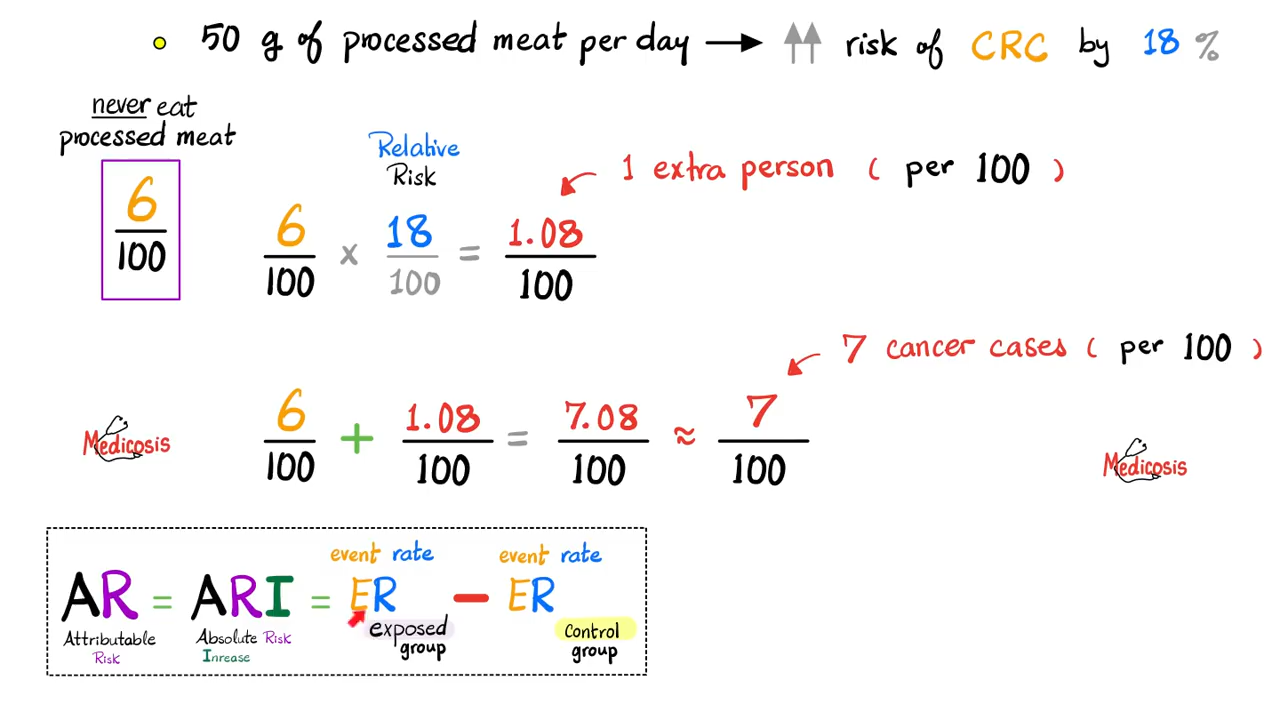 50 g of processed meat per day → ↑↑ risk of CRC by 18 %
never eat
processed meat
6
100
Relative
Risk
6/100 × 18/100 = 1.08/100
1 extra person ( per 100 )
7 cancer cases ( per 100 )
6/100 + 1.08/100 = 7.08/100 ≈ 7/100
Medicosis
Medicosis
event rate
event rate
AR = ARI = ER − ER
Attributable
Risk
Absolute Risk
Inrease
exposed
group
Control
group